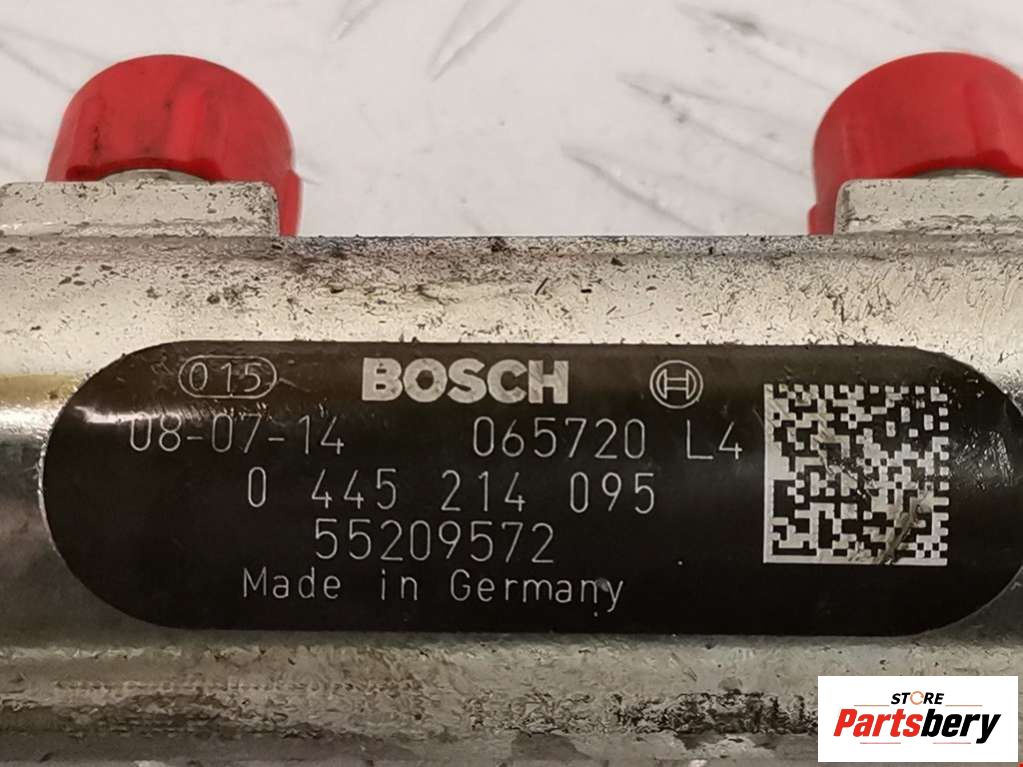 015 BOSCH H
08-07-14 065720 L4
0 445 214 095
55209572
Made in Germany
STORE
Partsbery